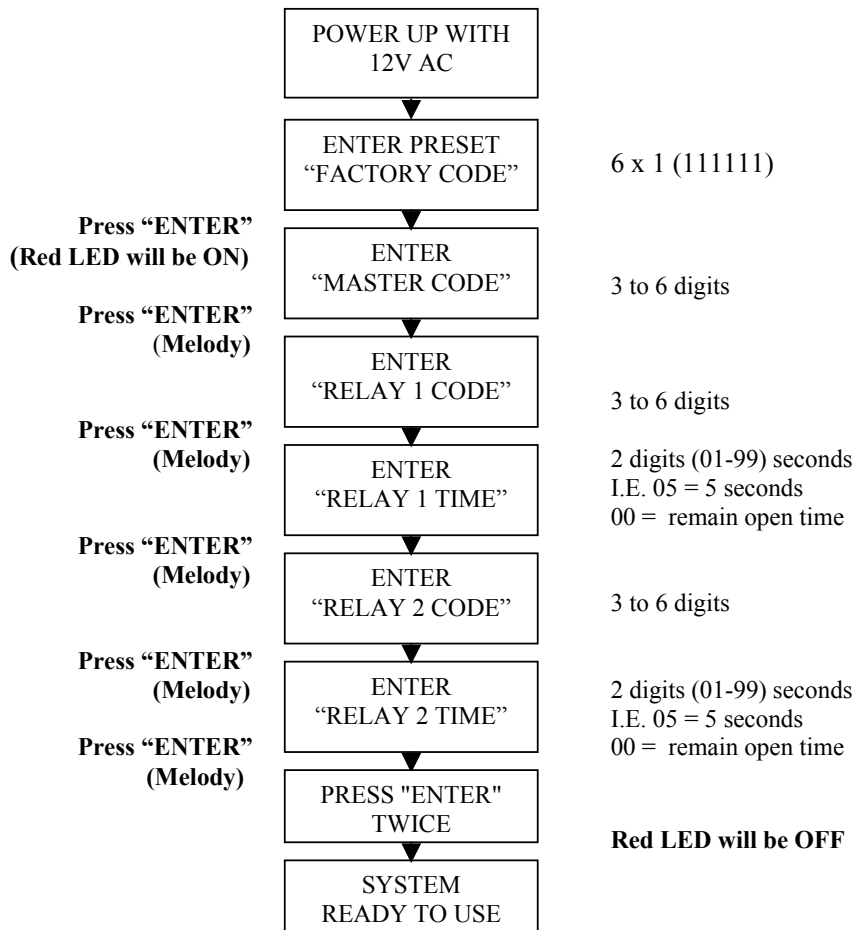 POWER UP WITH
12V AC
ENTER PRESET
“FACTORY CODE”
6 x 1 (111111)
Press “ENTER”
(Red LED will be ON)
ENTER
“MASTER CODE”
3 to 6 digits
Press “ENTER”
(Melody)
ENTER
“RELAY 1 CODE”
3 to 6 digits
Press “ENTER”
(Melody)
ENTER
“RELAY 1 TIME”
2 digits (01-99) seconds
I.E. 05 = 5 seconds
00 = remain open time
Press “ENTER”
(Melody)
ENTER
“RELAY 2 CODE”
3 to 6 digits
Press “ENTER”
(Melody)
ENTER
“RELAY 2 TIME”
2 digits (01-99) seconds
I.E. 05 = 5 seconds
00 = remain open time
Press “ENTER”
(Melody)
PRESS "ENTER"
TWICE
Red LED will be OFF
SYSTEM
READY TO USE